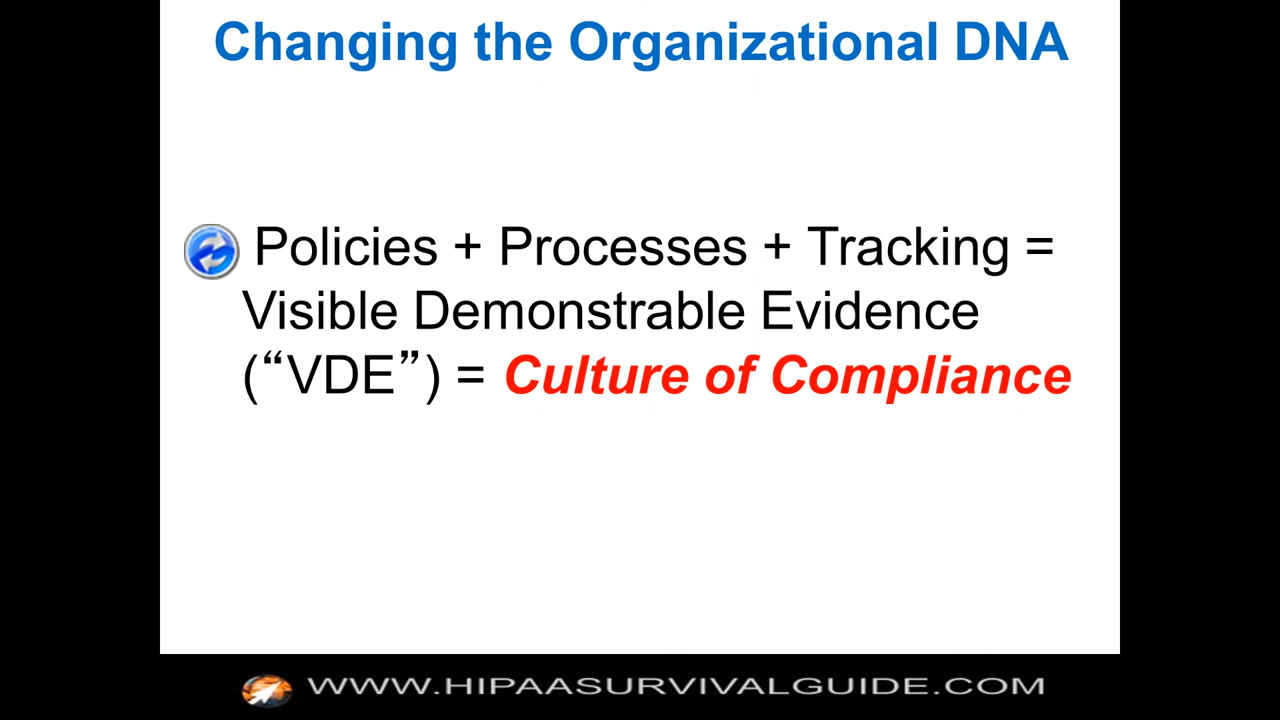 Changing the Organizational DNA
Policies + Processes + Tracking =
Visible Demonstrable Evidence
(“VDE”) = Culture of Compliance
WWW.HIPAASURVIVALGUIDE.COM